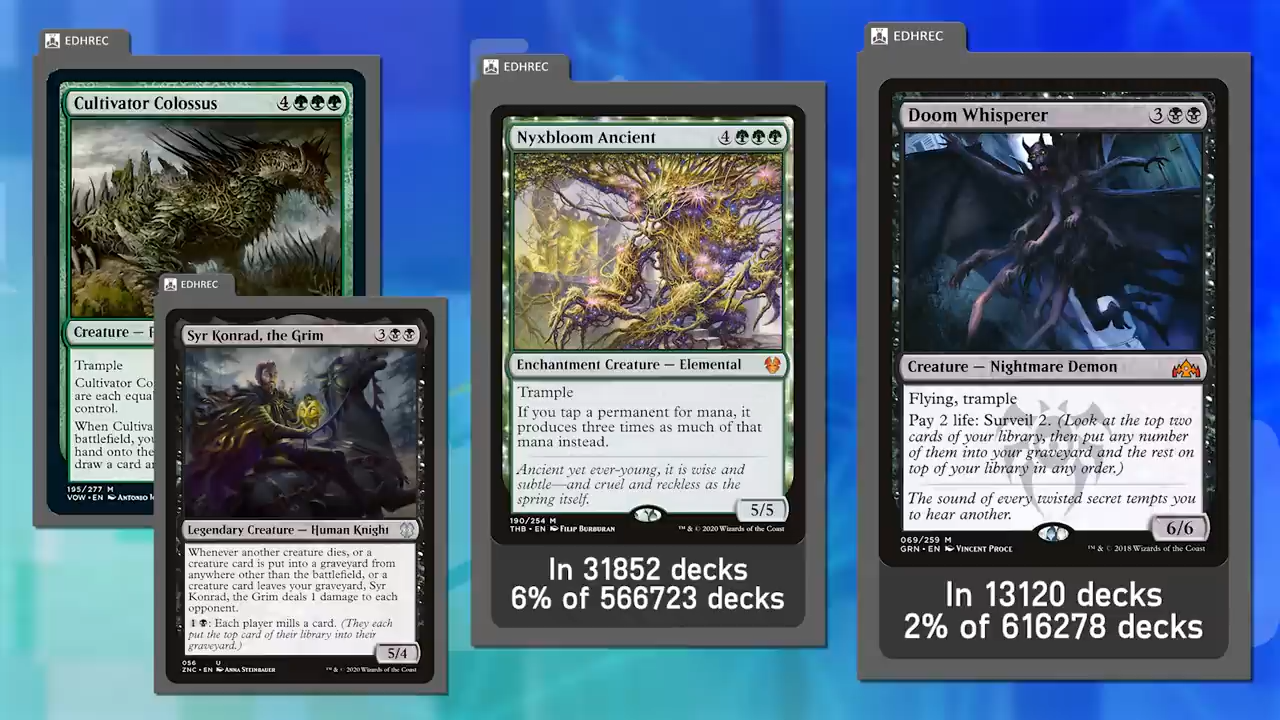 EDHREC
Cultivator Colossus 4
Creature —
Trample
Cultivator
are each
control.
When
battlefield,
hand onto the
draw a card
195/277 M
VOW • EN
EDHREC
Syr Konrad, the Grim 3
Legendary Creature — Human Knight
Whenever another creature dies, or a
creature card is put into a graveyard from
anywhere other than the battlefield, or a
creature card leaves your graveyard, Syr
Konrad, the Grim deals 1 damage to each
opponent.
1: Each player mills a card. (They each
put the top card of their library into their
graveyard.)
5/4
056 U
ZNC • EN Anna Steinbauer ™ & © 2020 Wizards of the Coast
EDHREC
Nyxbloom Ancient 4
Enchantment Creature — Elemental
Trample
If you tap a permanent for mana, it
produces three times as much of that
mana instead.
Ancient yet ever-young, it is wise and
subtle—and cruel and reckless as the
spring itself.
5/5
190/254 M
THB • EN Filip Burburan ™ & © 2020 Wizards of the Coast
In 31852 decks
6% of 566723 decks
EDHREC
Doom Whisperer 3
Creature — Nightmare Demon
Flying, trample
Pay 2 life: Surveil 2. (Look at the top two
cards of your library, then put any number
of them into your graveyard and the rest on
top of your library in any order.)
The sound of every twisted secret tempts you
to hear another.
6/6
069/259 M
GRN • EN Vincent Proce ™ & © 2018 Wizards of the Coast
In 13120 decks
2% of 616278 decks